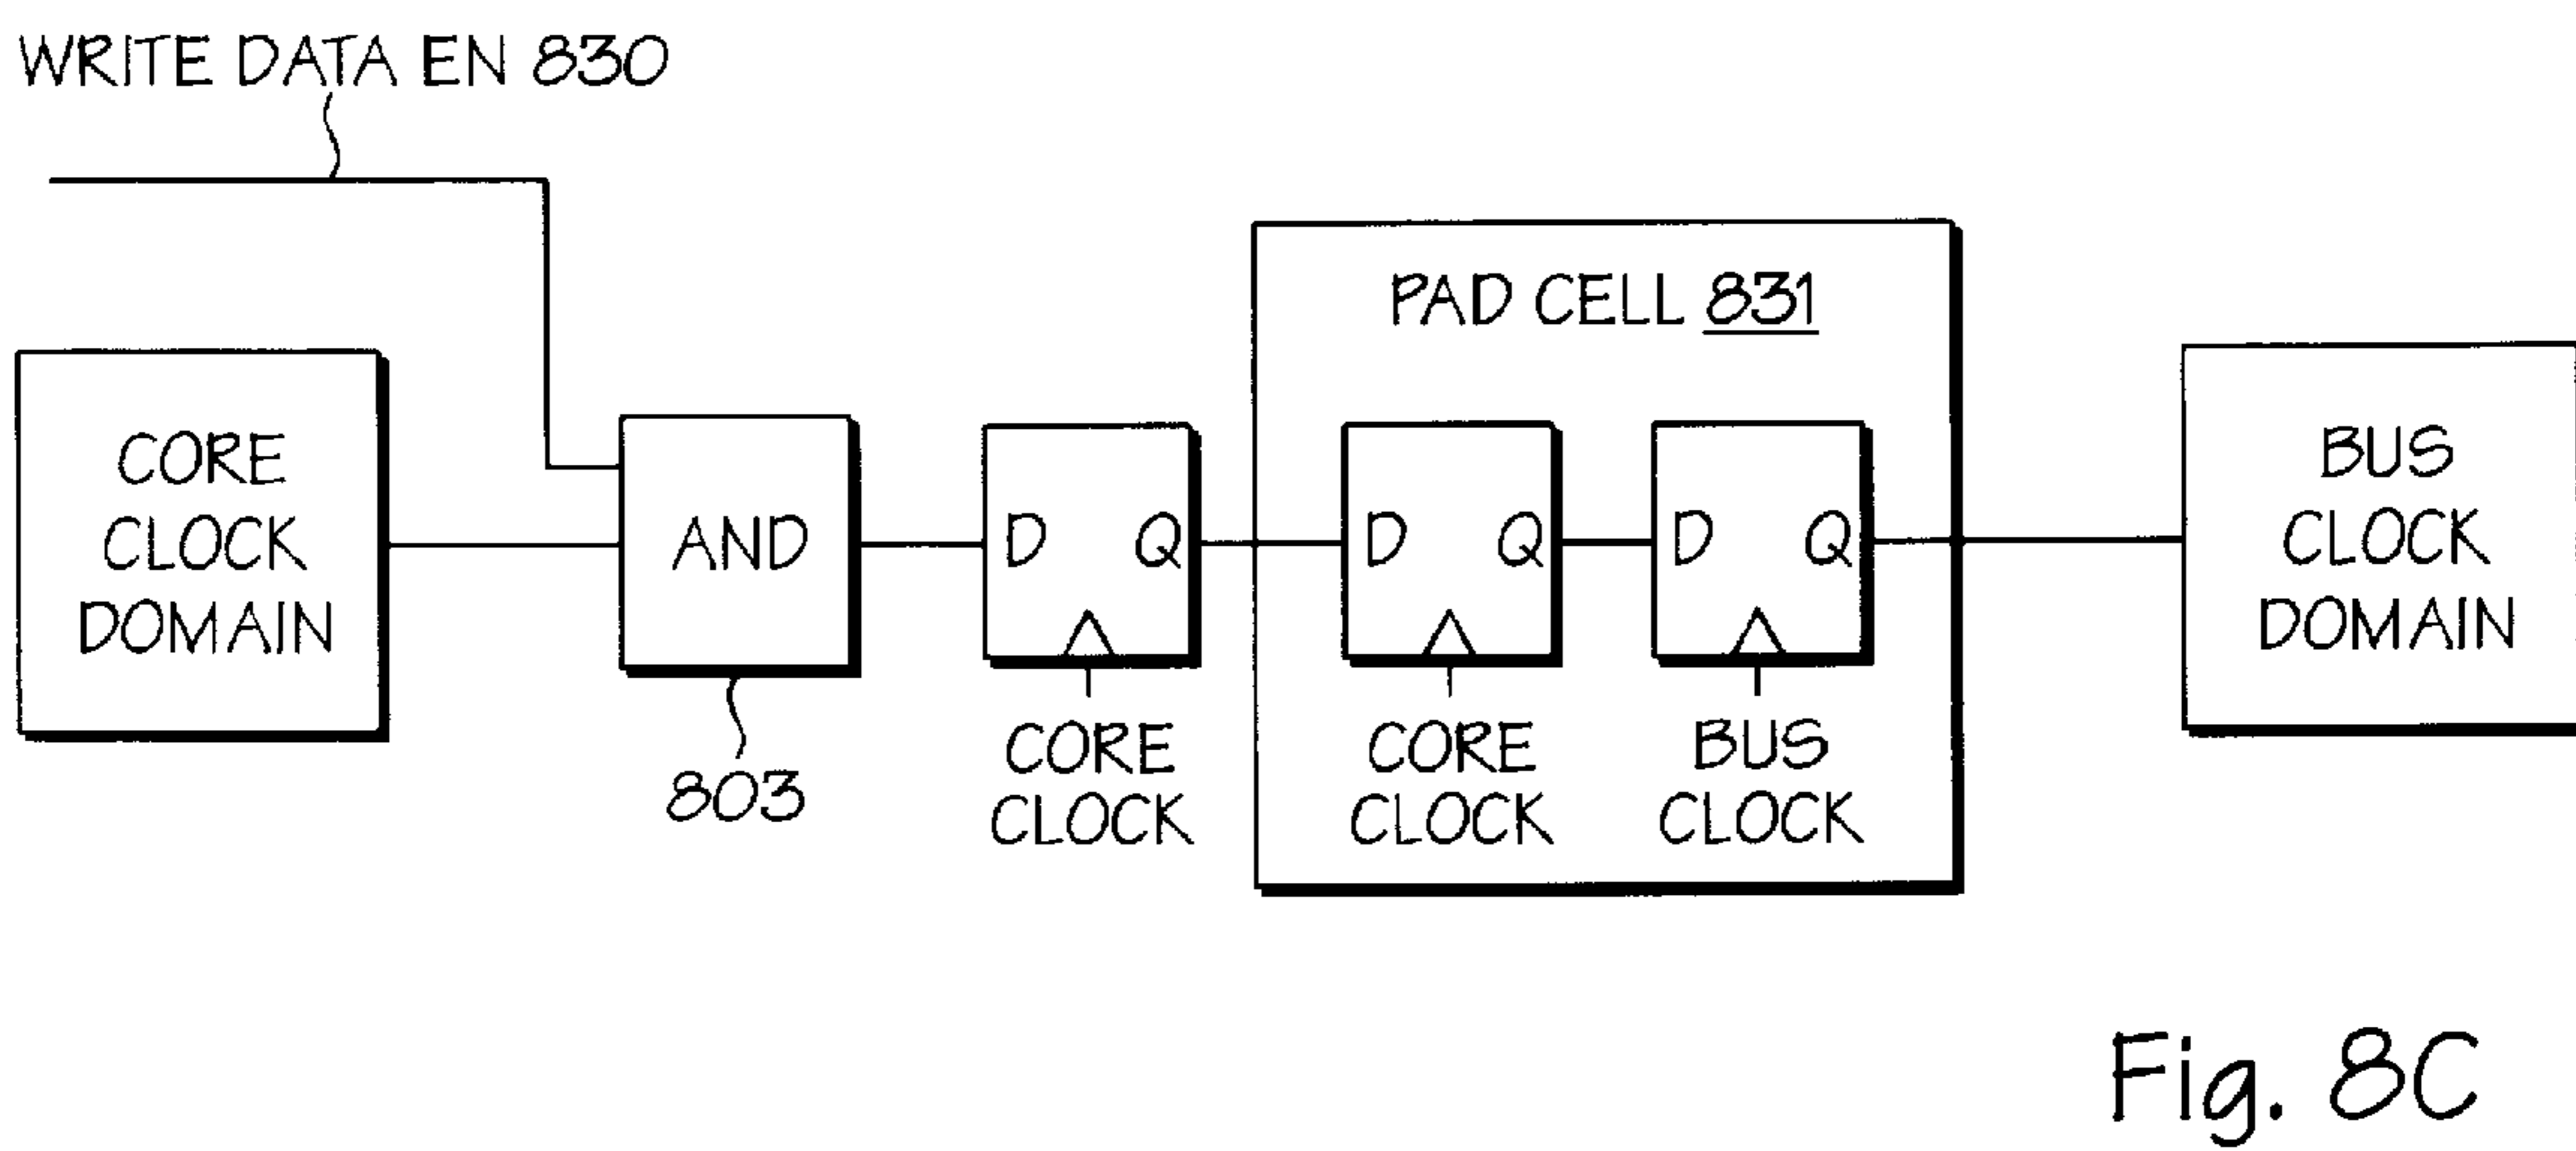 WRITE DATA EN 830
PAD CELL 831
CORE
CLOCK
DOMAIN
AND
D Q
D Q
D Q
BUS
CLOCK
DOMAIN
803
CORE
CLOCK
CORE
CLOCK
BUS
CLOCK
Fig. 8C